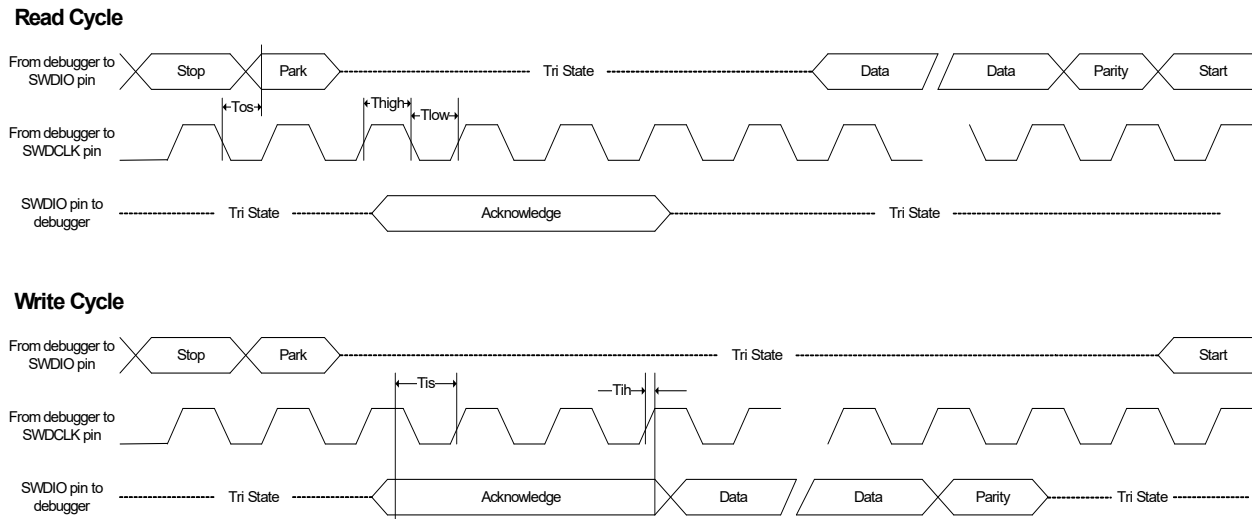 Read Cycle
From debugger to
SWDIO pin
Stop
Park
Tri State
Data
Data
Parity
Start
Tos
Thigh
Tlow
From debugger to
SWDCLK pin
SWDIO pin to
debugger
Tri State
Acknowledge
Tri State
Write Cycle
From debugger to
SWDIO pin
Stop
Park
Tri State
Start
Tis
Tih
From debugger to
SWDCLK pin
SWDIO pin to
debugger
Tri State
Acknowledge
Data
Data
Parity
Tri State